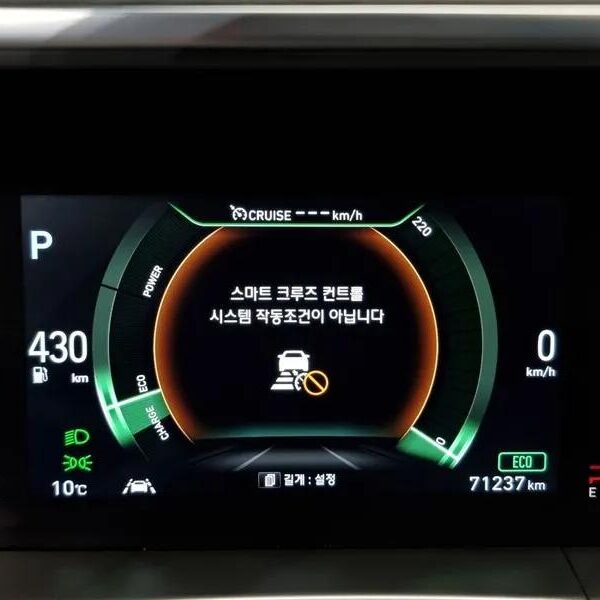 CRUISE --- km/h
220
P
POWER
스마트 크루즈 컨트롤
시스템 작동조건이 아닙니다
430
km
0
km/h
ECO
CHARGE
0
ECO
10℃
길게 : 설정
71237 km
E